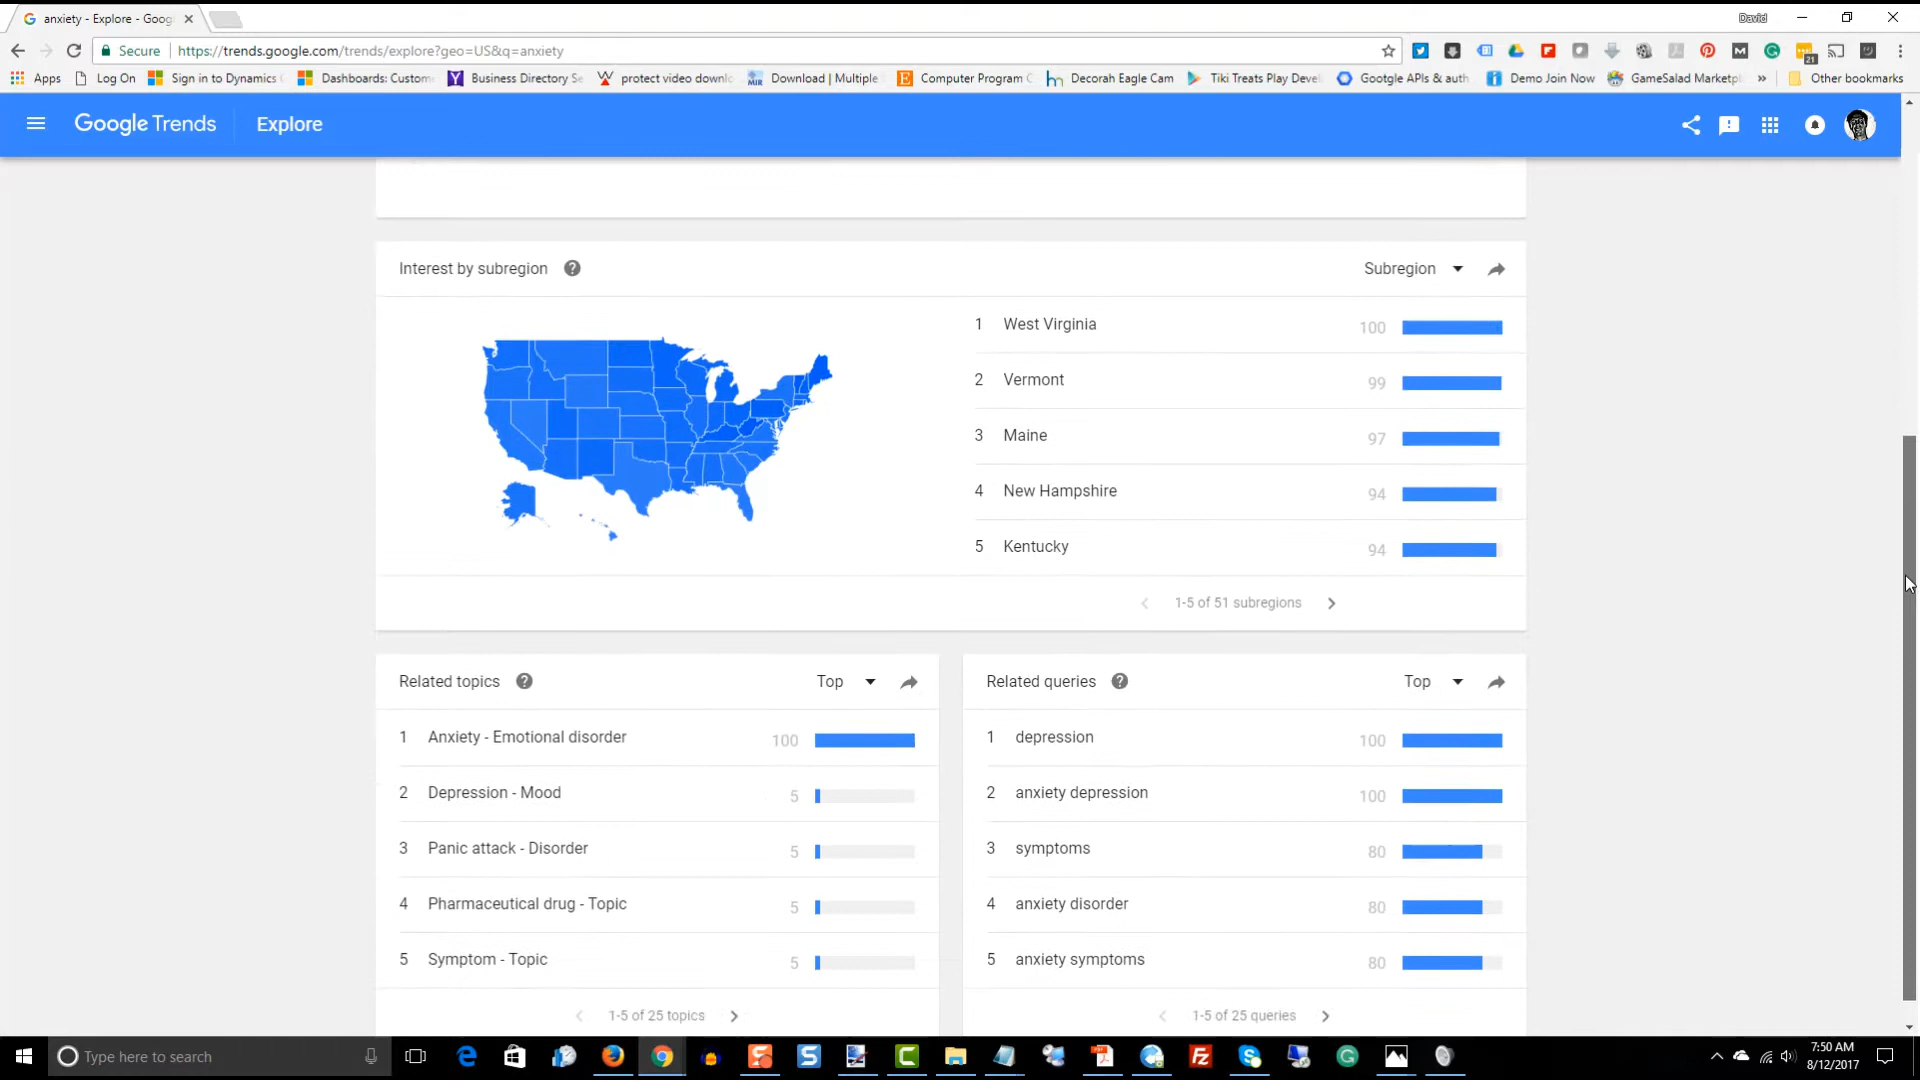 anxiety - Explore - Goog
David
Secure | https://trends.google.com/trends/explore?geo=US&q=anxiety
21
Apps Log On Sign in to Dynamics Dashboards: Custom Business Directory Se protect video downlo Download | Multiple Computer Program Decorah Eagle Cam Tiki Treats Play Devel Gootgle APIs & auth Demo Join Now GameSalad Marketpl » Other bookmarks
Google Trends Explore
Interest by subregion Subregion
1 West Virginia 100
2 Vermont 99
3 Maine 97
4 New Hampshire 94
5 Kentucky 94
1-5 of 51 subregions
Related topics Top
1 Anxiety - Emotional disorder 100
2 Depression - Mood 5
3 Panic attack - Disorder 5
4 Pharmaceutical drug - Topic 5
5 Symptom - Topic 5
1-5 of 25 topics
Related queries Top
1 depression 100
2 anxiety depression 100
3 symptoms 80
4 anxiety disorder 80
5 anxiety symptoms 80
1-5 of 25 queries
Type here to search
7:50 AM
8/12/2017